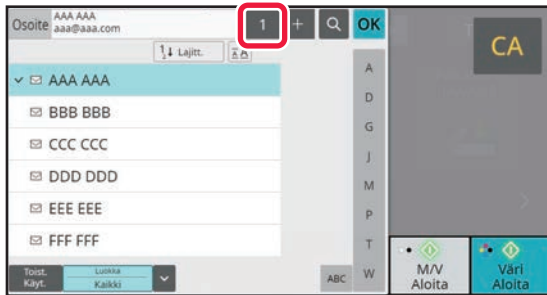 Osoite
AAA AAA
aaa@aaa.com
1
+
OK
CA
Lajitt.
AAA AAA
BBB BBB
CCC CCC
DDD DDD
EEE EEE
FFF FFF
A
D
G
J
M
P
T
W
Toist.
Käyt.
Luokka
Kaikki
ABC
M/V
Aloita
Väri
Aloita